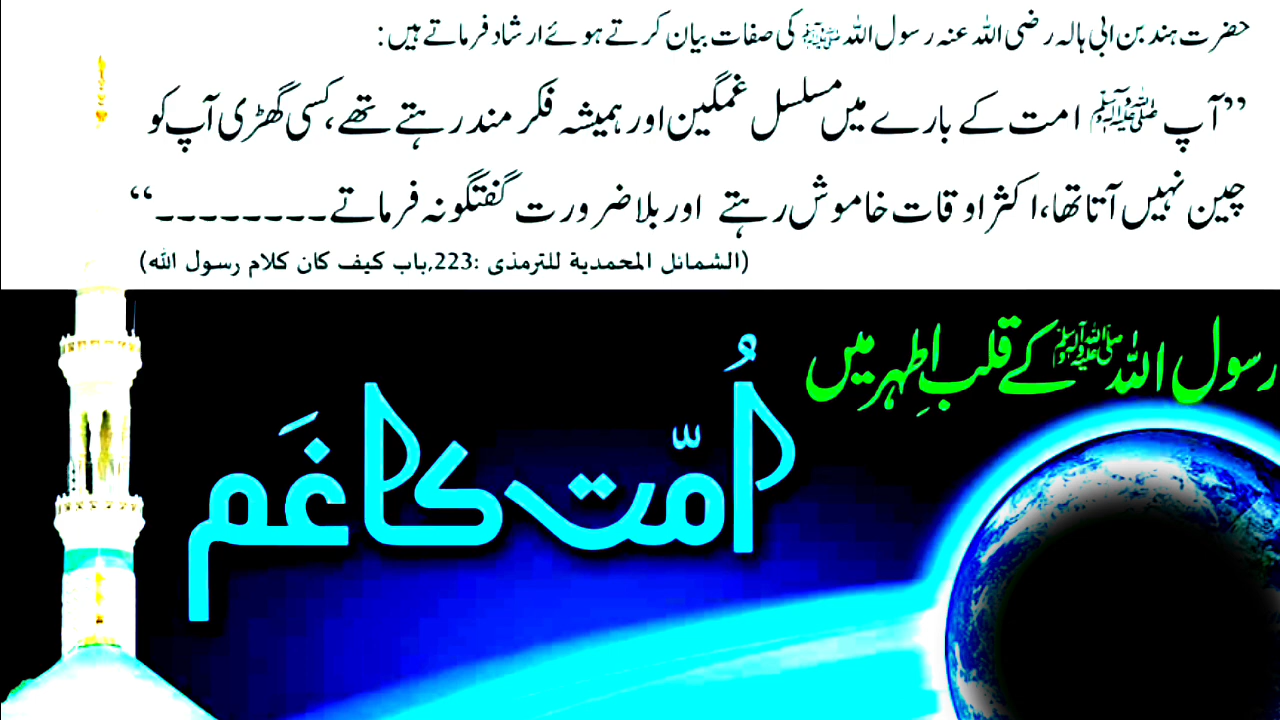 حضرت ہند بن ابی ہالہ رضی اللہ عنہ رسول اللہ ﷺ کی صفات بیان کرتے ہوئے ارشاد فرماتے ہیں:
”آپ ﷺ امت کے بارے میں مسلسل غمگین اور ہمیشہ فکر مند رہتے تھے، کسی گھڑی آپ کو
چین نہیں آتا تھا، اکثر اوقات خاموش رہتے اور بلا ضرورت گفتگو نہ فرماتے۔۔۔۔۔۔۔۔“
(الشمائل المحمدية للترمذی :223,باب كيف كان كلام رسول الله)
رسول اللہ ﷺ کے قلبِ اطہر میں
اُمّت کا غَم